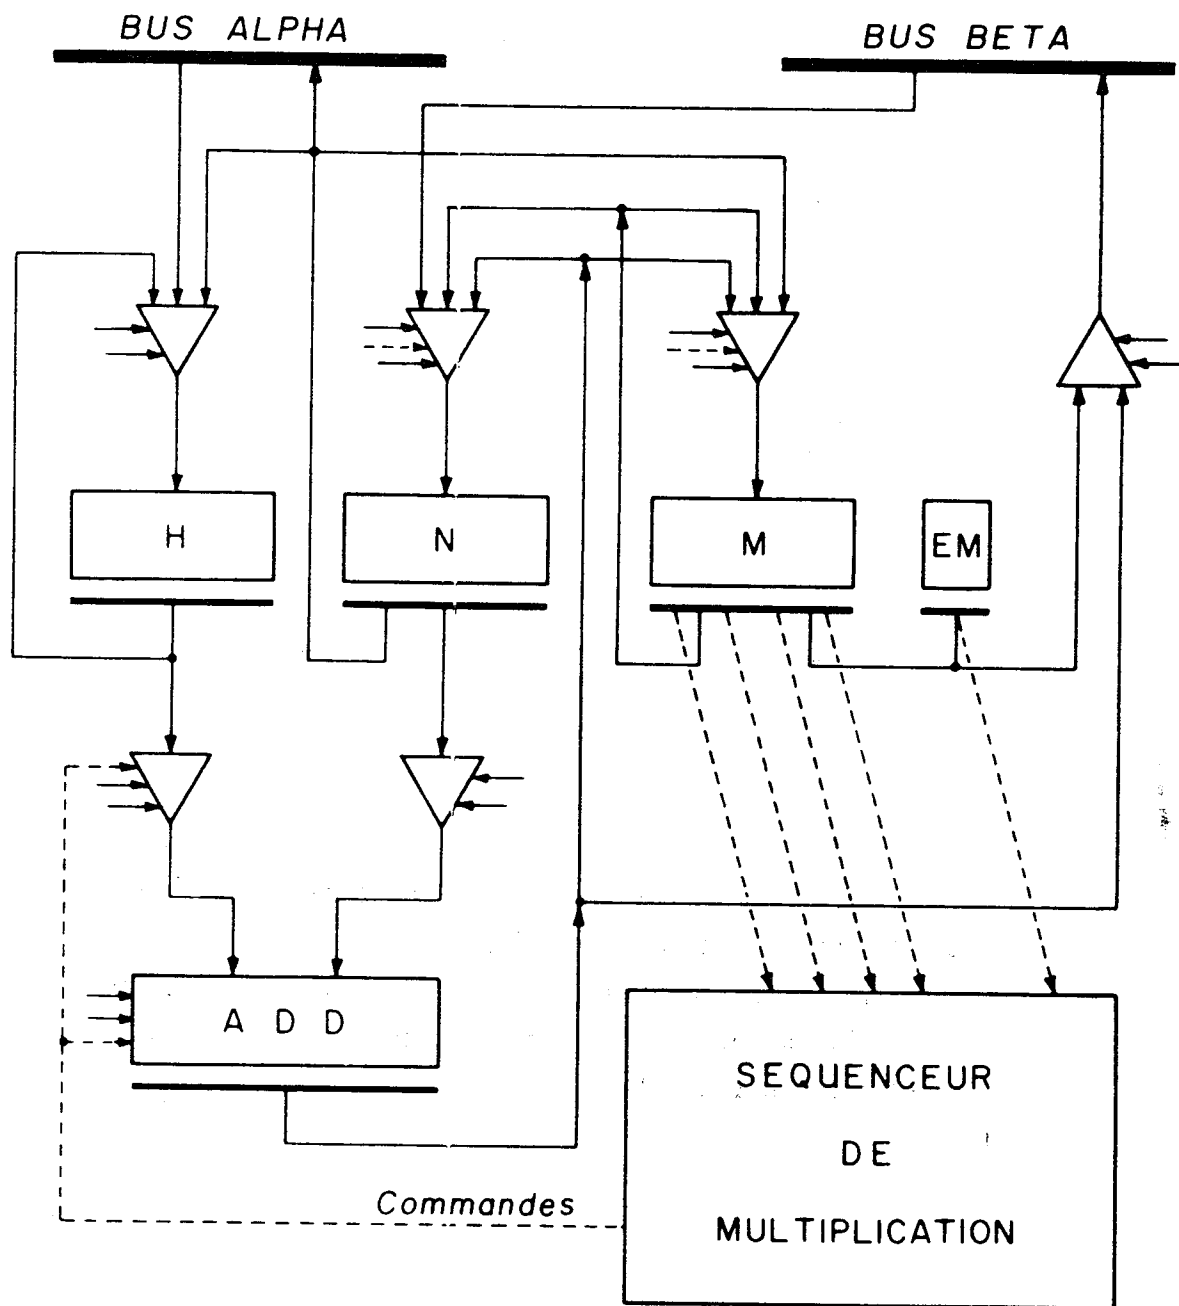 BUS ALPHA
BUS BETA
H
N
M
EM
A D D
SEQUENCEUR
DE
MULTIPLICATION
Commandes